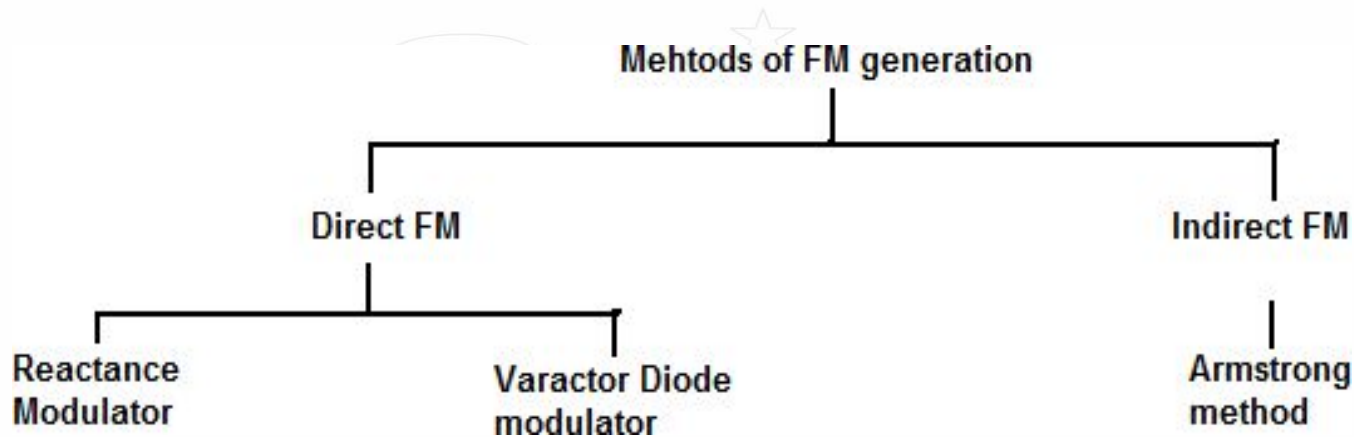 Mehtods of FM generation
Direct FM
Indirect FM
Reactance
Modulator
Varactor Diode
modulator
Armstrong
method